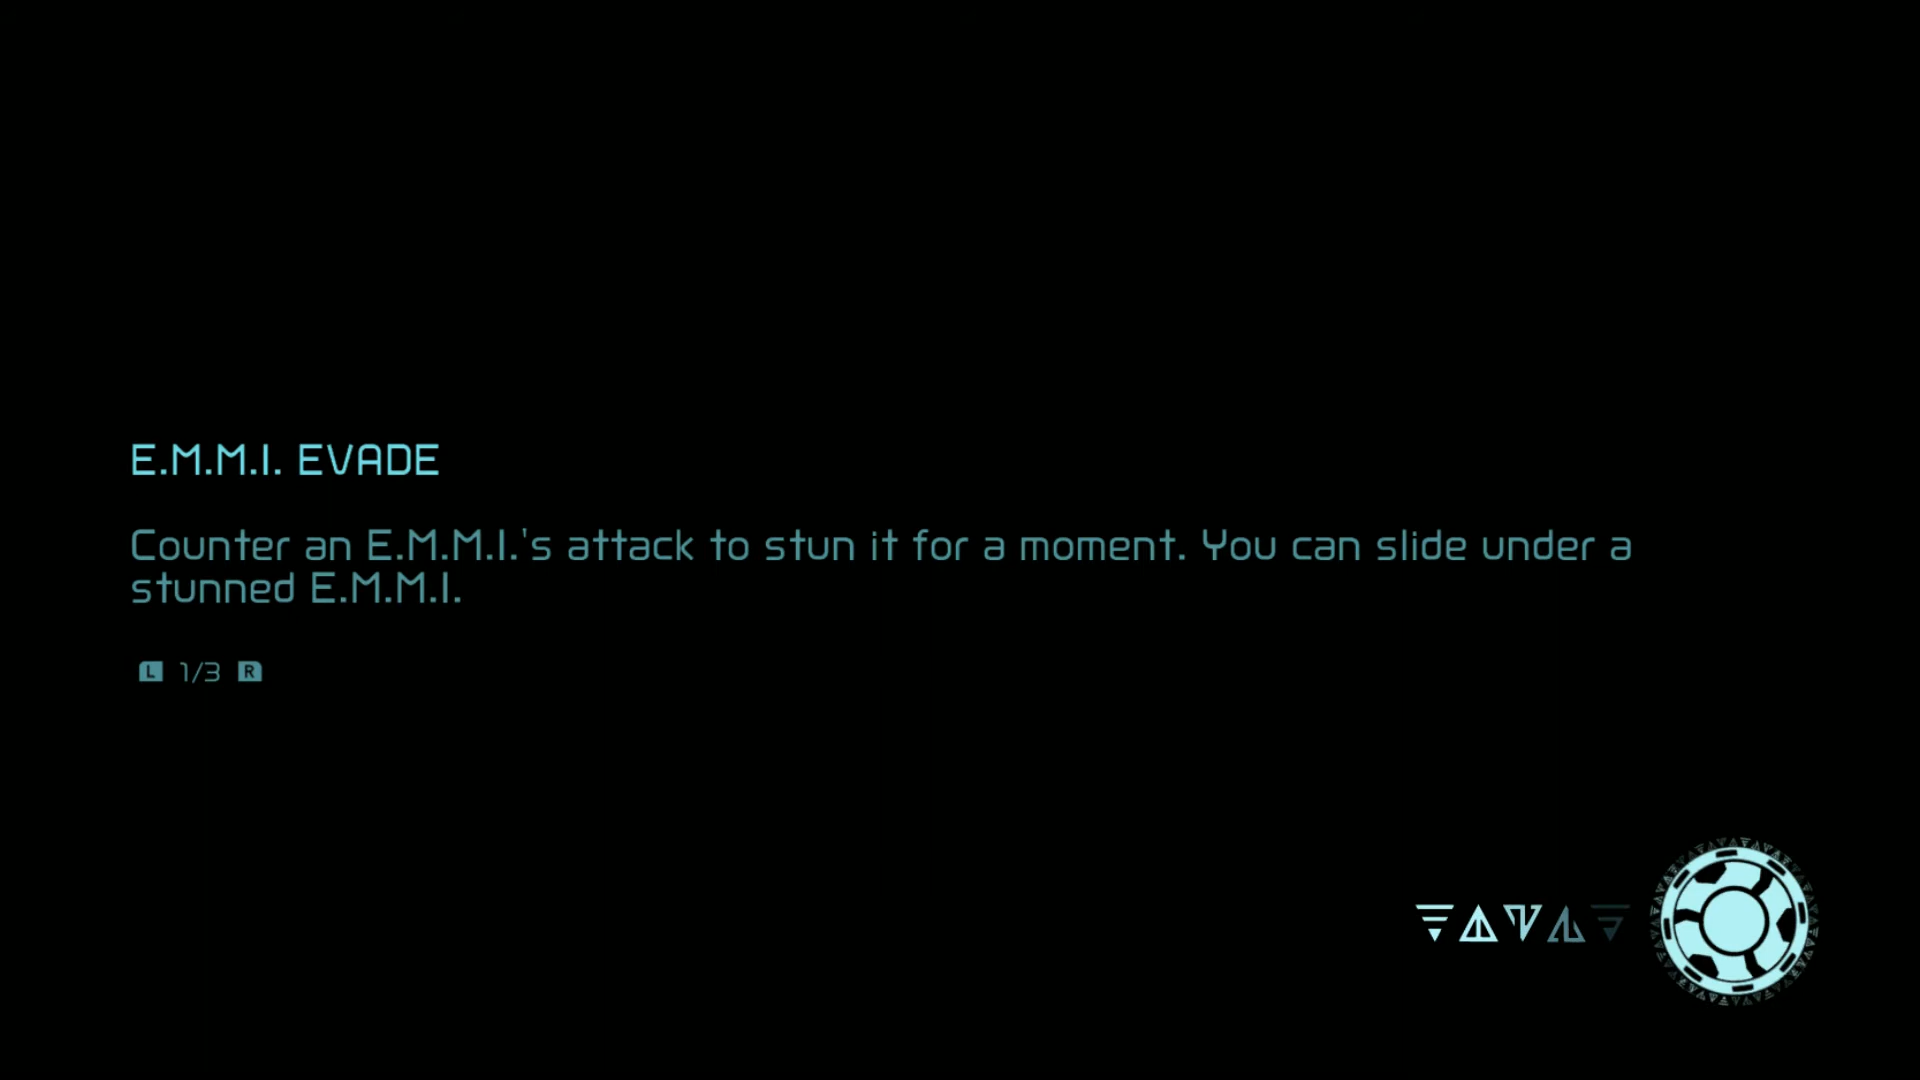 E.M.M.I. EVADE
Counter an E.M.M.I.'s attack to stun it for a moment. You can slide under a
stunned E.M.M.I.
L 1/3 R